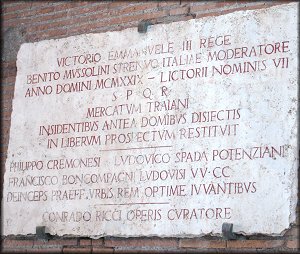 VICTORIO EMMANVELE III REGE
BENITO MVSSOLINI STRENVO ITALIAE MODERATORE
ANNO DOMINI MCMXXIX - LICTORII NOMINIS VII
S P Q R
MERCATVM TRAIANI
INSIDENTIBVS ANTEA DOMIBVS DISIECTIS
IN LIBERVM PROSPECTVM RESTITVIT
PHILIPPO CREMONESI LVDOVICO SPADA POTENZIANI
FRANCISCO BONCOMPAGNI LVDOVISI VV·CC
DEINCEPS PRAEFF·VRBIS REM OPTIME IVVANTIBVS
CONRADO RICCI OPERIS CVRATORE